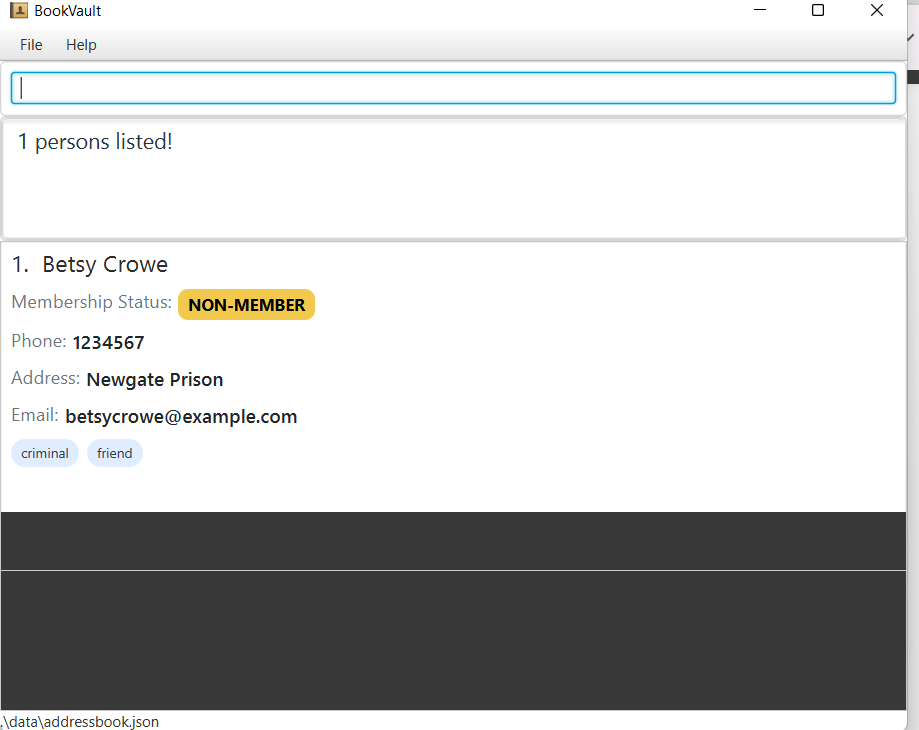 BookVault
File Help
1 persons listed!
1. Betsy Crowe
Membership Status: NON-MEMBER
Phone: 1234567
Address: Newgate Prison
Email: betsycrowe@example.com
criminal friend
.\data\addressbook.json